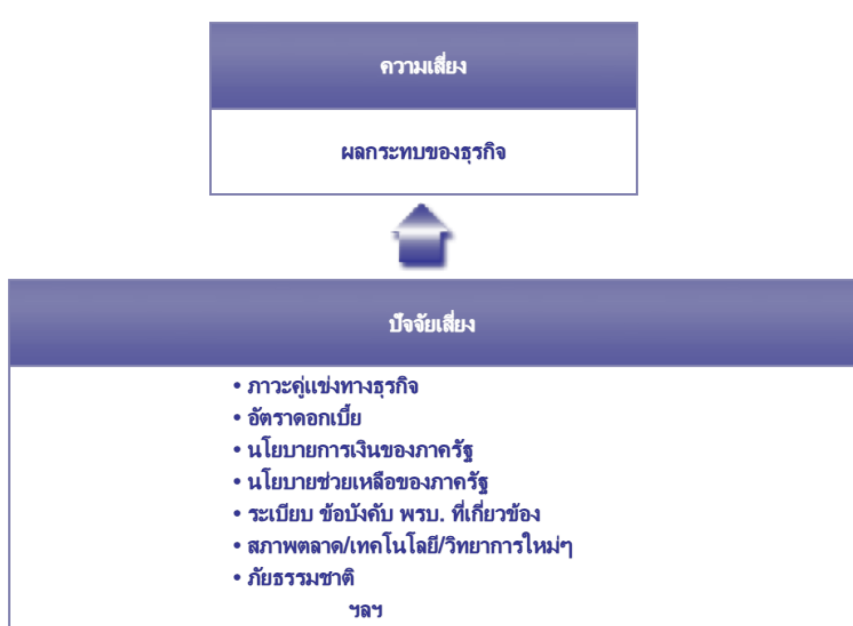 ความเสี่ยง
ผลกระทบของธุรกิจ
ปัจจัยเสี่ยง
• ภาวะคู่แข่งทางธุรกิจ
• อัตราดอกเบี้ย
• นโยบายการเงินของภาครัฐ
• นโยบายช่วยเหลือของภาครัฐ
• ระเบียบ ข้อบังคับ พรบ. ที่เกี่ยวข้อง
• สภาพตลาด/เทคโนโลยี/วิทยาการใหม่ๆ
• ภัยธรรมชาติ
ฯลฯ